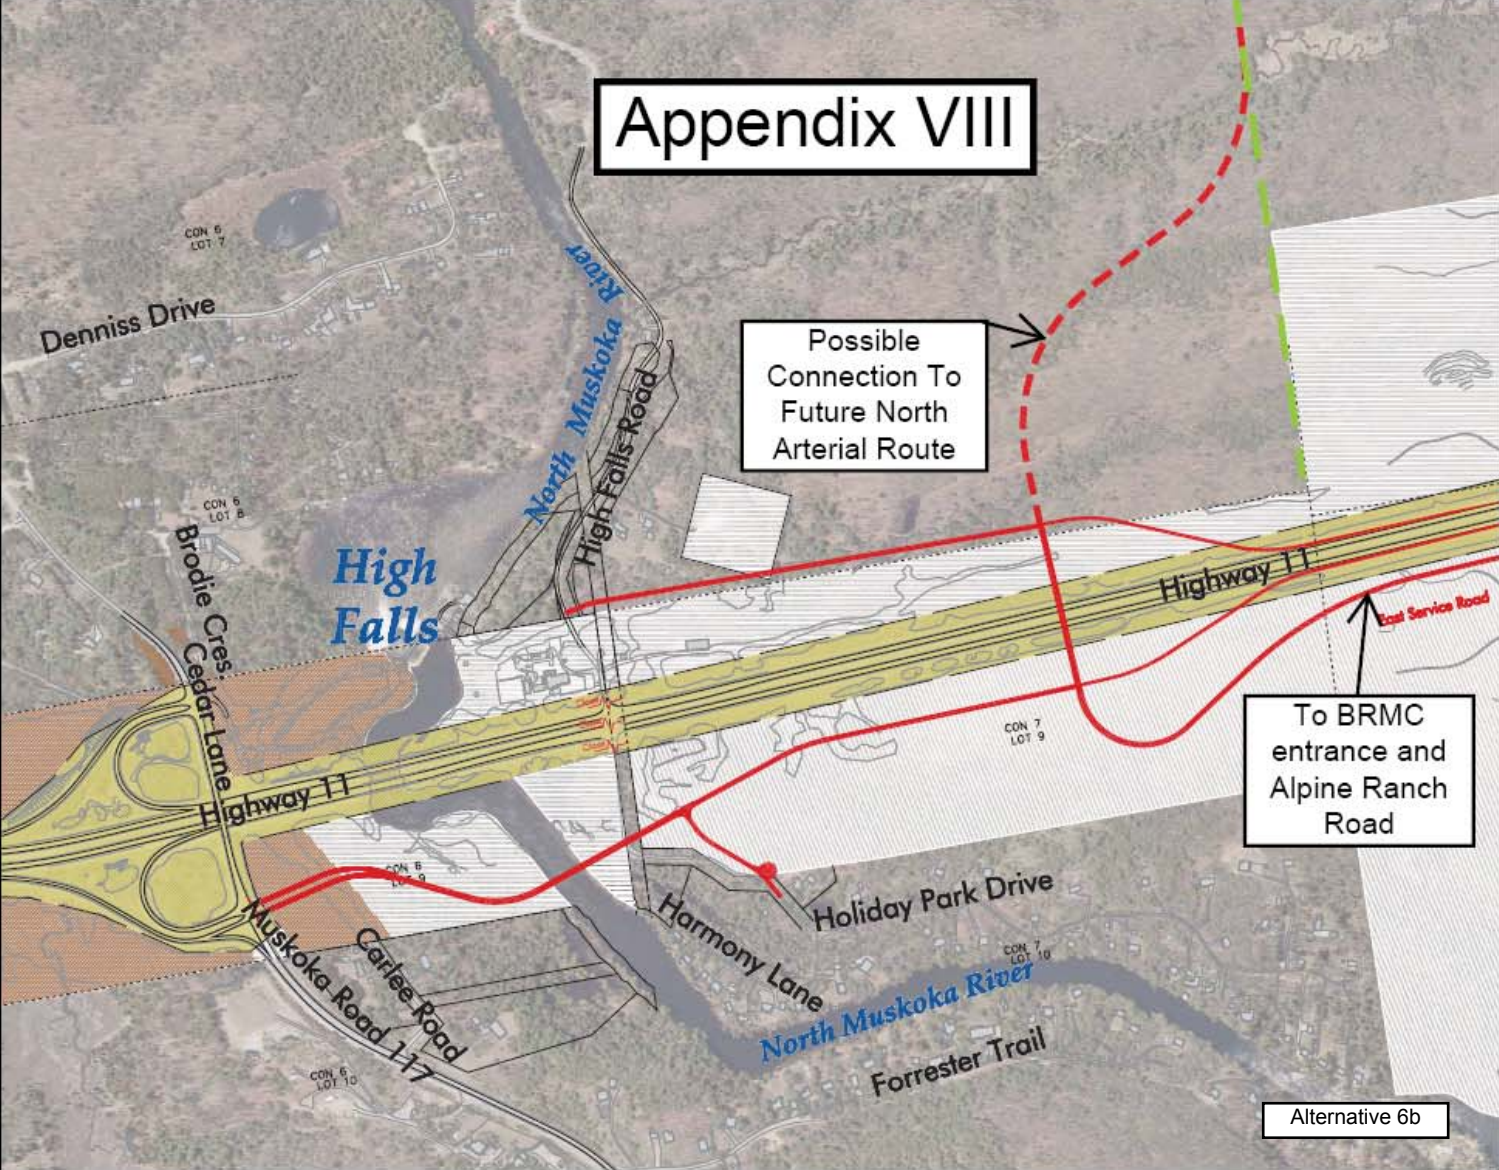 Appendix VIII
CON 6
LOT 7
Denniss Drive
North Muskoka River
High Falls Road
Possible
Connection To
Future North
Arterial Route
CON 6
LOT 8
Brodie Cres.
High
Falls
Cedar Lane
Highway 11
Highway 11
East Service Road
CON 7
LOT 9
To BRMC
entrance and
Alpine Ranch
Road
CON 6
LOT 9
Muskoka Road 117
Carlee Road
Harmony Lane
Holiday Park Drive
CON 7
LOT 10
North Muskoka River
Forrester Trail
CON 6
LOT 10
Alternative 6b